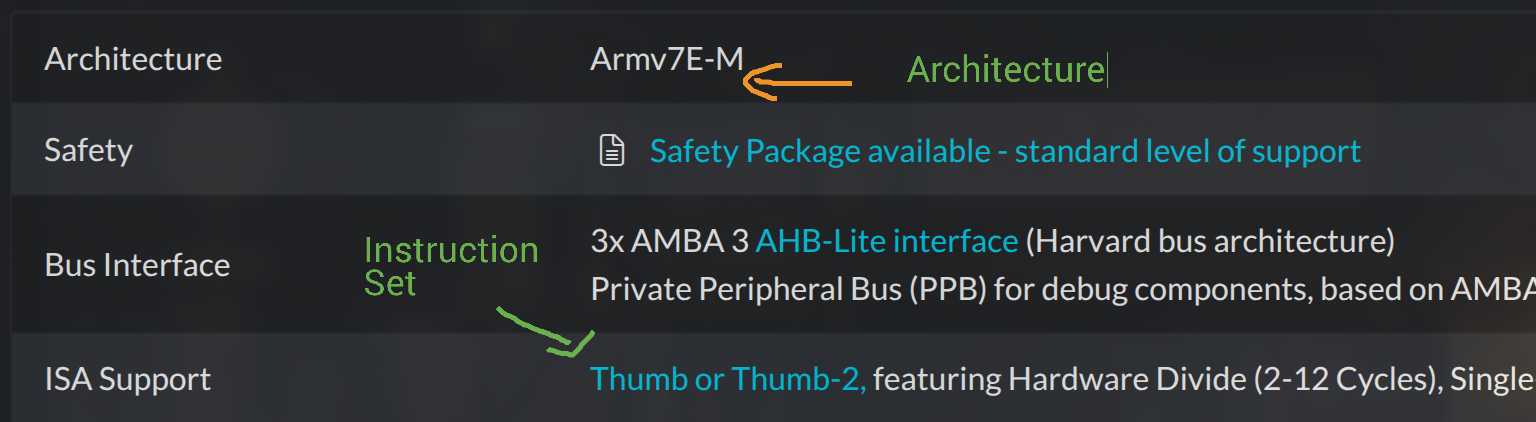 Architecture Armv7E-M Architecture
Safety Safety Package available - standard level of support
Bus Interface
Instruction
Set
3x AMBA 3 AHB-Lite interface (Harvard bus architecture)
Private Peripheral Bus (PPB) for debug components, based on AMBA
ISA Support Thumb or Thumb-2, featuring Hardware Divide (2-12 Cycles), Single